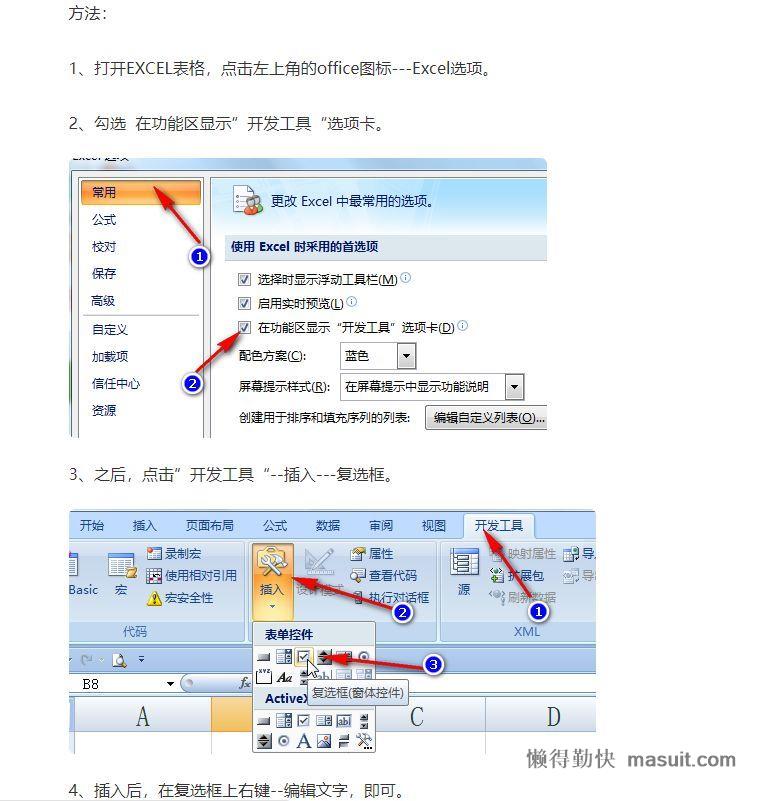 方法：
1、打开EXCEL表格，点击左上角的office图标---Excel选项。
2、勾选  在功能区显示”开发工具“选项卡。
常用
公式
校对
保存
高级
自定义
加载项
信任中心
资源
更改 Excel 中最常用的选项。
使用 Excel 时采用的首选项
选择时显示浮动工具栏(M)
启用实时预览(L)
在功能区显示“开发工具”选项卡(D)
配色方案(C): 蓝色
屏幕提示样式(R): 在屏幕提示中显示功能说明
创建用于排序和填充序列的列表: 编辑自定义列表(O)...
1
2
3、之后，点击”开发工具“--插入---复选框。
开始 插入 页面布局 公式 数据 审阅 视图 开发工具
Basic 宏
录制宏
使用相对引用
宏安全性
代码
插入
属性
查看代码
执行对话框
源
映射属性
扩展包
刷新数据
XML
1
2
3
表单控件
Aa
ab
复选框(窗体控件)
ActiveX
ab
A
B8
fx
A C D
懒得勤快 masuit.com
4、插入后，在复选框上右键--编辑文字，即可。